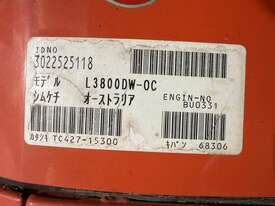 IDNO
3022525118
モデル L3800DW-OC
シムケチ オーストラリア
ENGIN-NO
BU0331
カタシキ TC427-15300
キバン 68306